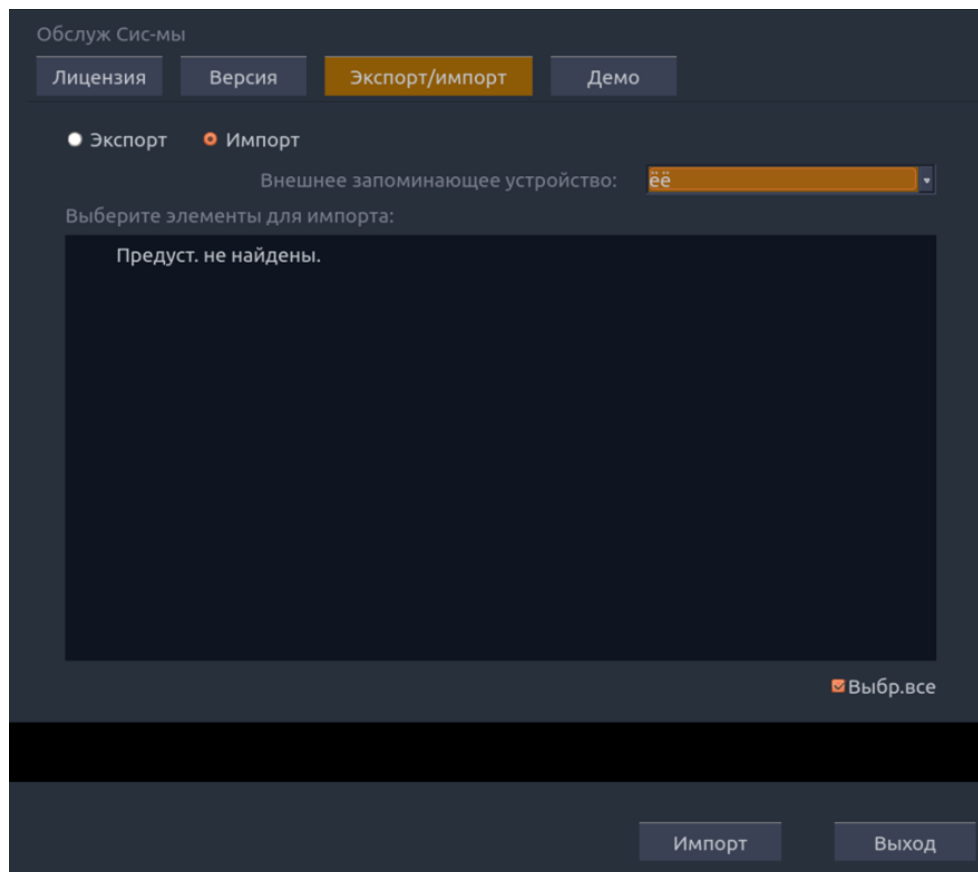 Обслуж Сис-мы
Лицензия Версия Экспорт/импорт Демо
Экспорт Импорт
Внешнее запоминающее устройство: ёё
Выберите элементы для импорта:
Предуст. не найдены.
Выбр.все
Импорт Выход